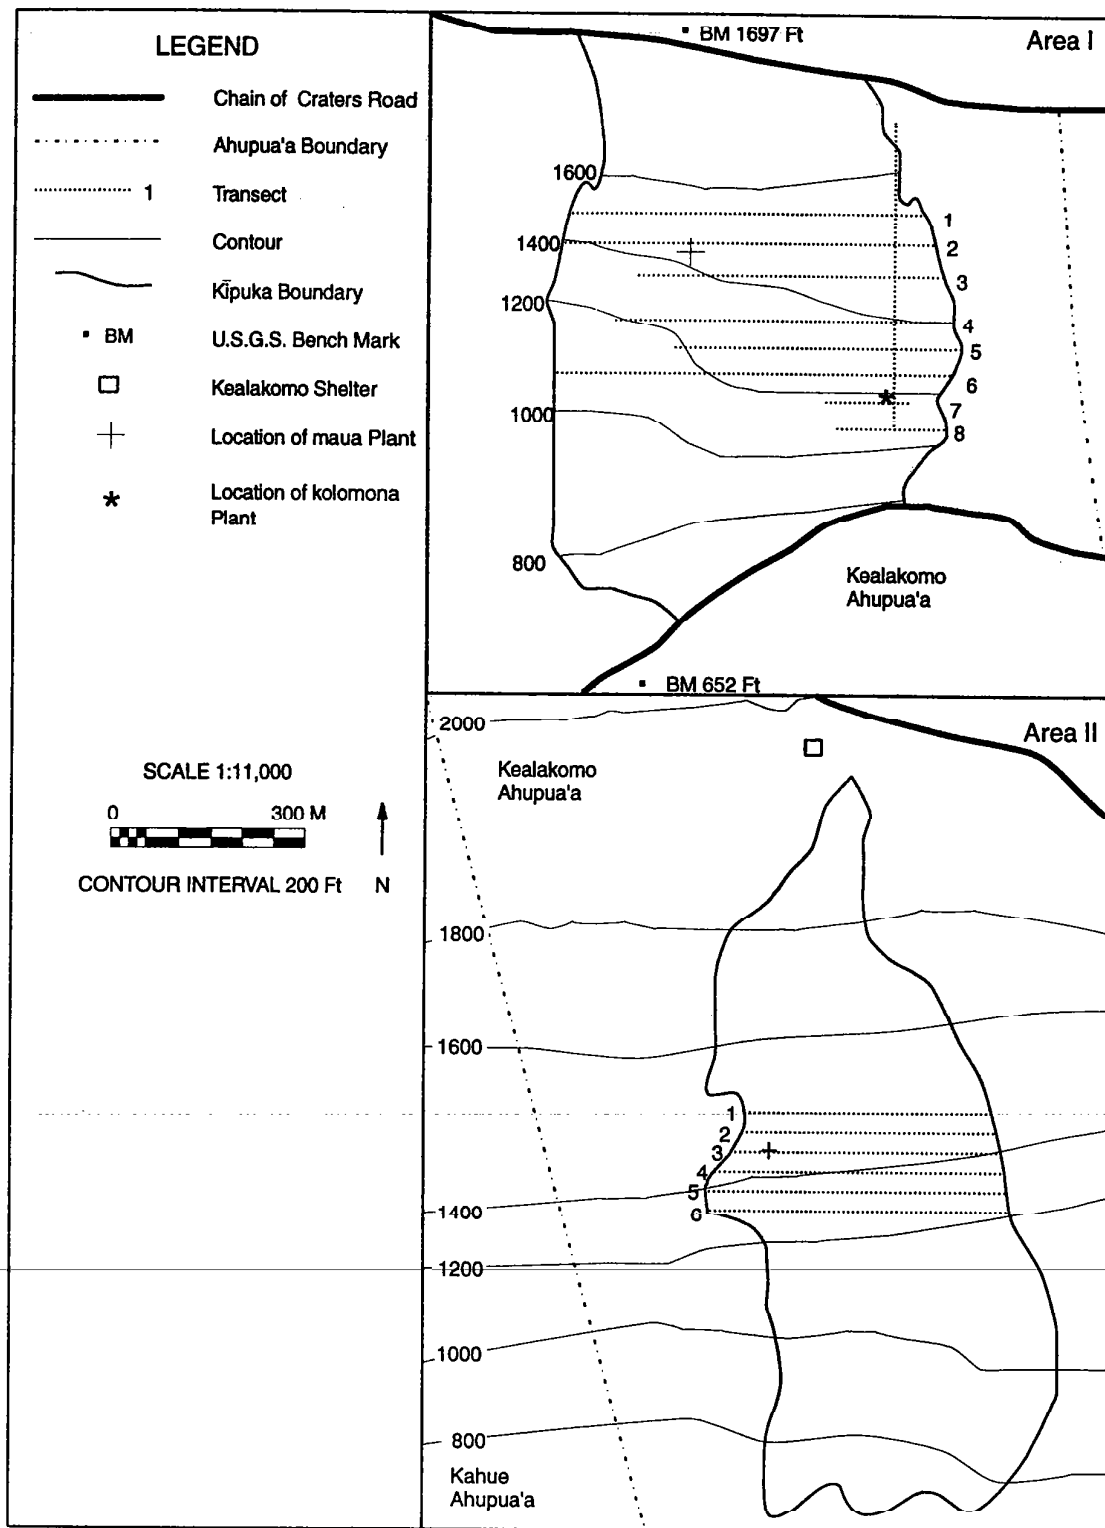 LEGEND
Chain of Craters Road
Ahupua'a Boundary
1 Transect
Contour
Kīpuka Boundary
BM U.S.G.S. Bench Mark
Kealakomo Shelter
Location of maua Plant
Location of kolomona
Plant
SCALE 1:11,000
0 300 M
CONTOUR INTERVAL 200 Ft N
BM 1697 Ft
Area I
1600
1400
1200
1000
800
1
2
3
4
5
6
7
8
Kealakomo
Ahupua'a
BM 652 Ft
Area II
2000
Kealakomo
Ahupua'a
1800
1600
1
2
3
4
5
6
1400
1200
1000
800
Kahue
Ahupua'a